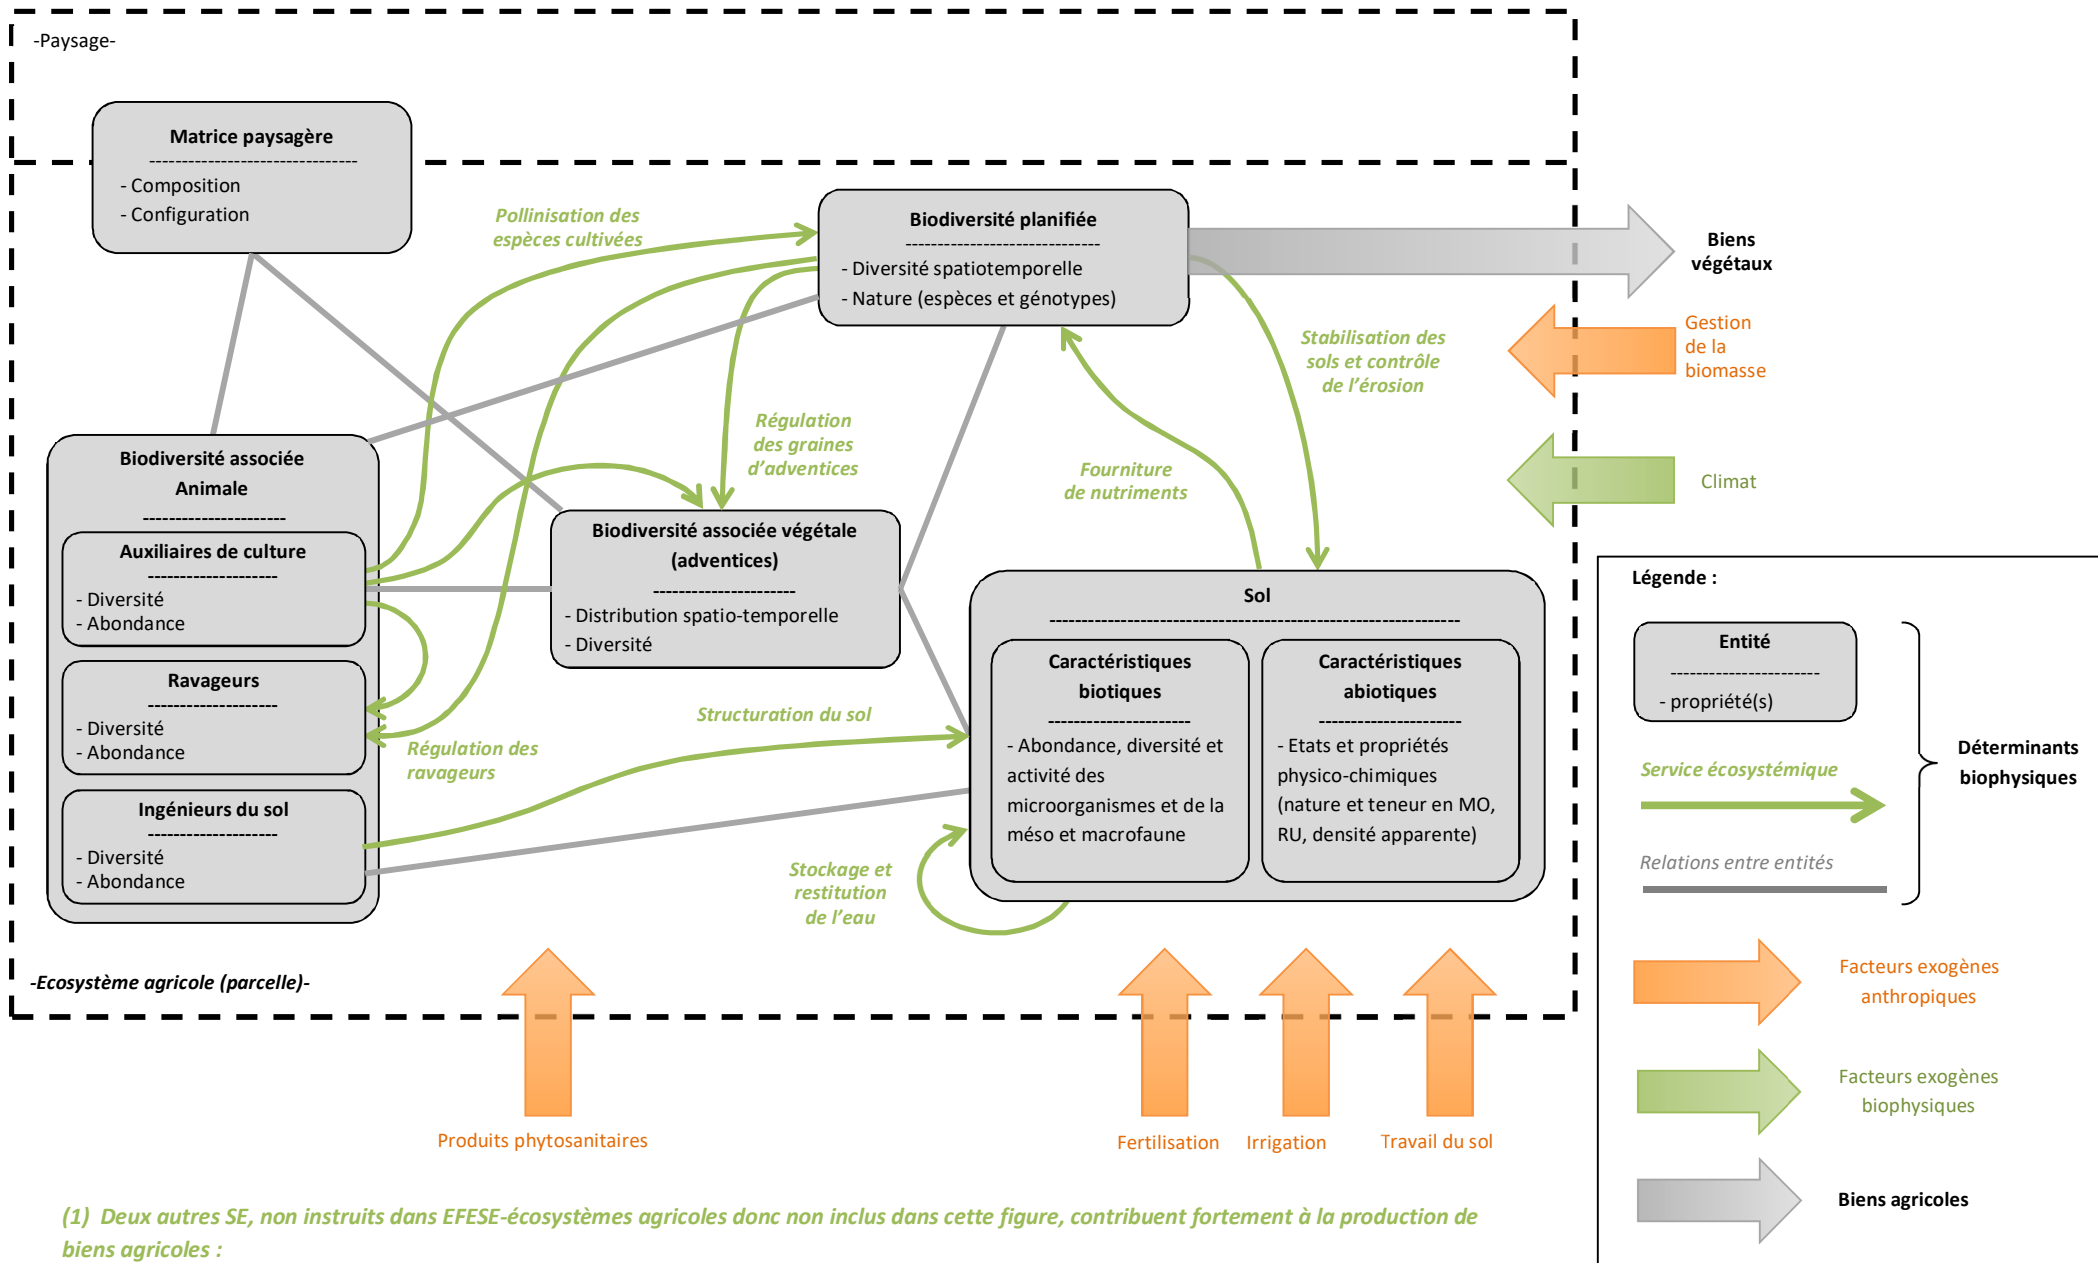 -Paysage-
Matrice paysagère
- Composition
- Configuration
Pollinisation des
espèces cultivées
Biodiversité planifiée
- Diversité spatiotemporelle
- Nature (espèces et génotypes)
Biens
végétaux
Gestion
de la
biomasse
Stabilisation des
sols et contrôle
de l'érosion
Régulation
des graines
d'adventices
Fourniture
de nutriments
Climat
Biodiversité associée
Animale
Auxiliaires de culture
- Diversité
- Abondance
Ravageurs
- Diversité
- Abondance
Ingénieurs du sol
- Diversité
- Abondance
Biodiversité associée végétale
(adventices)
- Distribution spatio-temporelle
- Diversité
Régulation des
ravageurs
Structuration du sol
Stockage et
restitution
de l'eau
Sol
Caractéristiques
biotiques
- Abondance, diversité et
activité des
microorganismes et de la
méso et macrofaune
Caractéristiques
abiotiques
- Etats et propriétés
physico-chimiques
(nature et teneur en MO,
RU, densité apparente)
-Ecosystème agricole (parcelle)-
Produits phytosanitaires
Fertilisation
Irrigation
Travail du sol
Légende :
Entité
- propriété(s)
Service écosystémique
Relations entre entités
Déterminants
biophysiques
Facteurs exogènes
anthropiques
Facteurs exogènes
biophysiques
Biens agricoles
(1) Deux autres SE, non instruits dans EFESE-écosystèmes agricoles donc non inclus dans cette figure, contribuent fortement à la production de
biens agricoles :